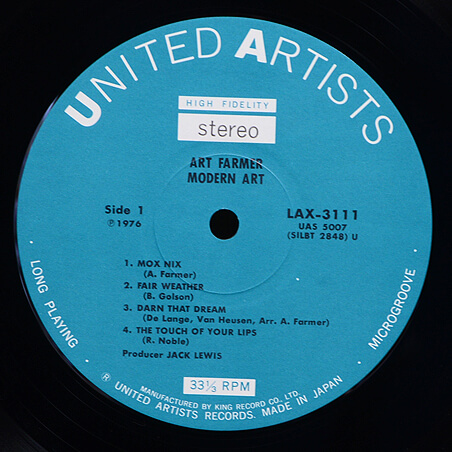 UNITED ARTISTS
HIGH FIDELITY
stereo
ART FARMER
MODERN ART
Side 1
℗1976
LAX-3111
UAS 5007
(SILBT 2848) U
1. MOX NIX
(A. Farmer)
2. FAIR WEATHER
(B. Golson)
3. DARN THAT DREAM
(De Lange, Van Heusen, Arr. A. Farmer)
4. THE TOUCH OF YOUR LIPS
(R. Noble)
Producer JACK LEWIS
33⅓ RPM
· LONG PLAYING ·
· MICROGROOVE ·
MANUFACTURED BY KING RECORD CO., LTD.
® UNITED ARTISTS RECORDS. MADE IN JAPAN